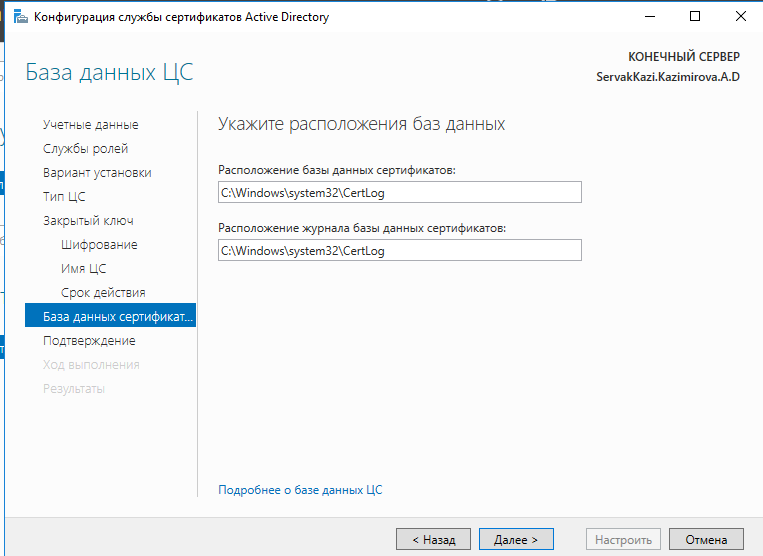 Конфигурация службы сертификатов Active Directory
База данных ЦС
КОНЕЧНЫЙ СЕРВЕР
ServakKazi.Kazimirova.A.D
Учетные данные
Службы ролей
Вариант установки
Тип ЦС
Закрытый ключ
Шифрование
Имя ЦС
Срок действия
База данных сертификат...
Подтверждение
Ход выполнения
Результаты
Укажите расположения баз данных
Расположение базы данных сертификатов:
C:\Windows\system32\CertLog
Расположение журнала базы данных сертификатов:
C:\Windows\system32\CertLog
Подробнее о базе данных ЦС
< Назад
Далее >
Настроить
Отмена